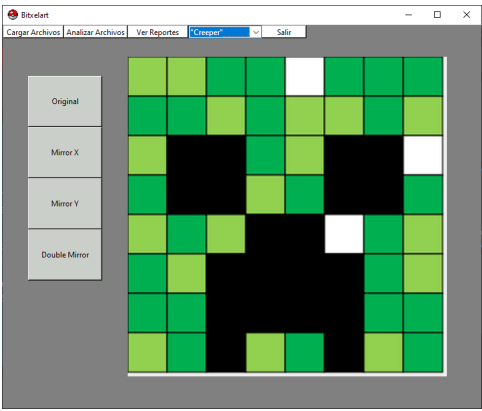 Bitxelart
Cargar Archivos Analizar Archivos Ver Reportes "Creeper" Salir
Original
Mirror X
Mirror Y
Double Mirror